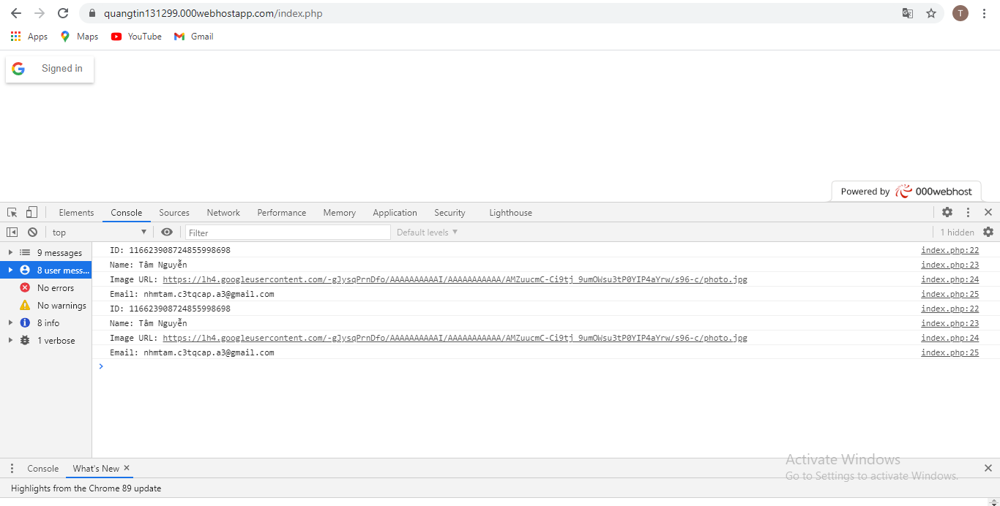 quangtin131299.000webhostapp.com/index.php
T
Apps Maps YouTube Gmail
Signed in
Powered by 000webhost
Elements Console Sources Network Performance Memory Application Security Lighthouse
top Filter Default levels 1 hidden
9 messages
8 user mess...
No errors
No warnings
8 info
1 verbose
ID: 116623908724855998698 index.php:22
Name: Tâm Nguyễn index.php:23
Image URL: https://lh4.googleusercontent.com/-gJysqPrnDfo/AAAAAAAAAAI/AAAAAAAAAAA/AMZuucmC-Ci9tj_9umOWsu3tP0YIP4aYrw/s96-c/photo.jpg index.php:24
Email: nhmtam.c3tqcap.a3@gmail.com index.php:25
ID: 116623908724855998698 index.php:22
Name: Tâm Nguyễn index.php:23
Image URL: https://lh4.googleusercontent.com/-gJysqPrnDfo/AAAAAAAAAAI/AAAAAAAAAAA/AMZuucmC-Ci9tj_9umOWsu3tP0YIP4aYrw/s96-c/photo.jpg index.php:24
Email: nhmtam.c3tqcap.a3@gmail.com index.php:25
Activate Windows
Go to Settings to activate Windows.
Console What's New
Highlights from the Chrome 89 update